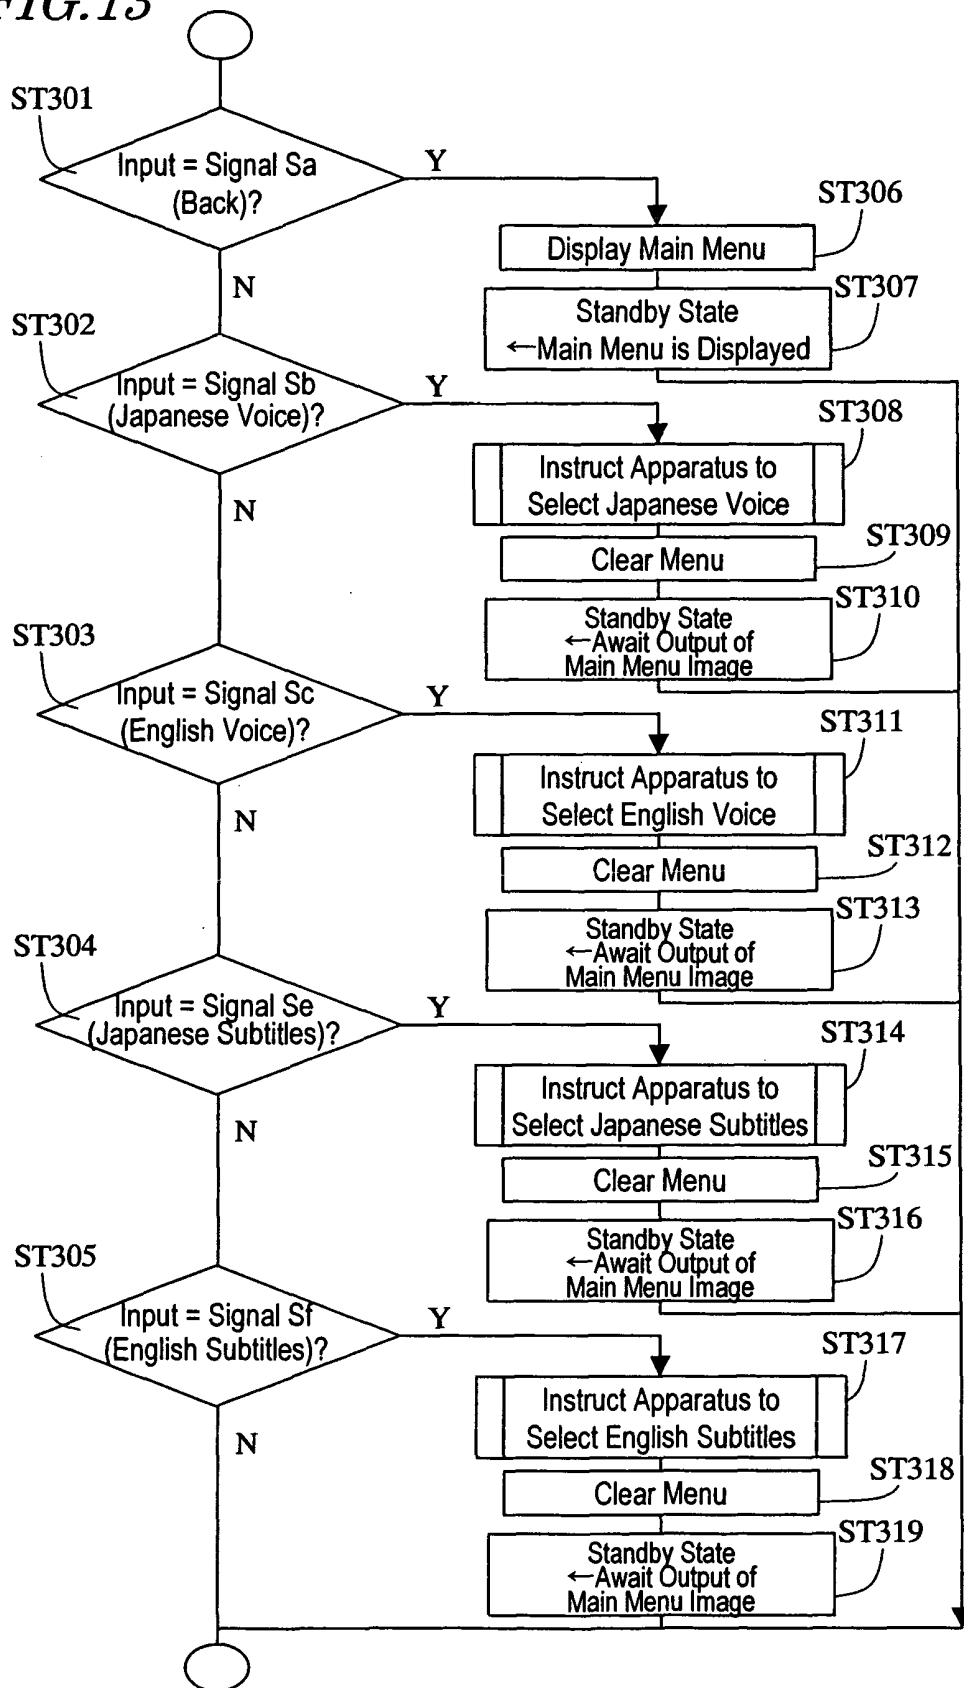 FIG. 13
ST301
Input = Signal Sa
(Back)?
Y
N
ST306
Display Main Menu
ST307
Standby State
←Main Menu is Displayed
ST302
Input = Signal Sb
(Japanese Voice)?
Y
N
ST308
Instruct Apparatus to
Select Japanese Voice
ST309
Clear Menu
ST310
Standby State
←Await Output of
Main Menu Image
ST303
Input = Signal Sc
(English Voice)?
Y
N
ST311
Instruct Apparatus to
Select English Voice
ST312
Clear Menu
ST313
Standby State
←Await Output of
Main Menu Image
ST304
Input = Signal Se
(Japanese Subtitles)?
Y
N
ST314
Instruct Apparatus to
Select Japanese Subtitles
ST315
Clear Menu
ST316
Standby State
←Await Output of
Main Menu Image
ST305
Input = Signal Sf
(English Subtitles)?
Y
N
ST317
Instruct Apparatus to
Select English Subtitles
ST318
Clear Menu
ST319
Standby State
←Await Output of
Main Menu Image